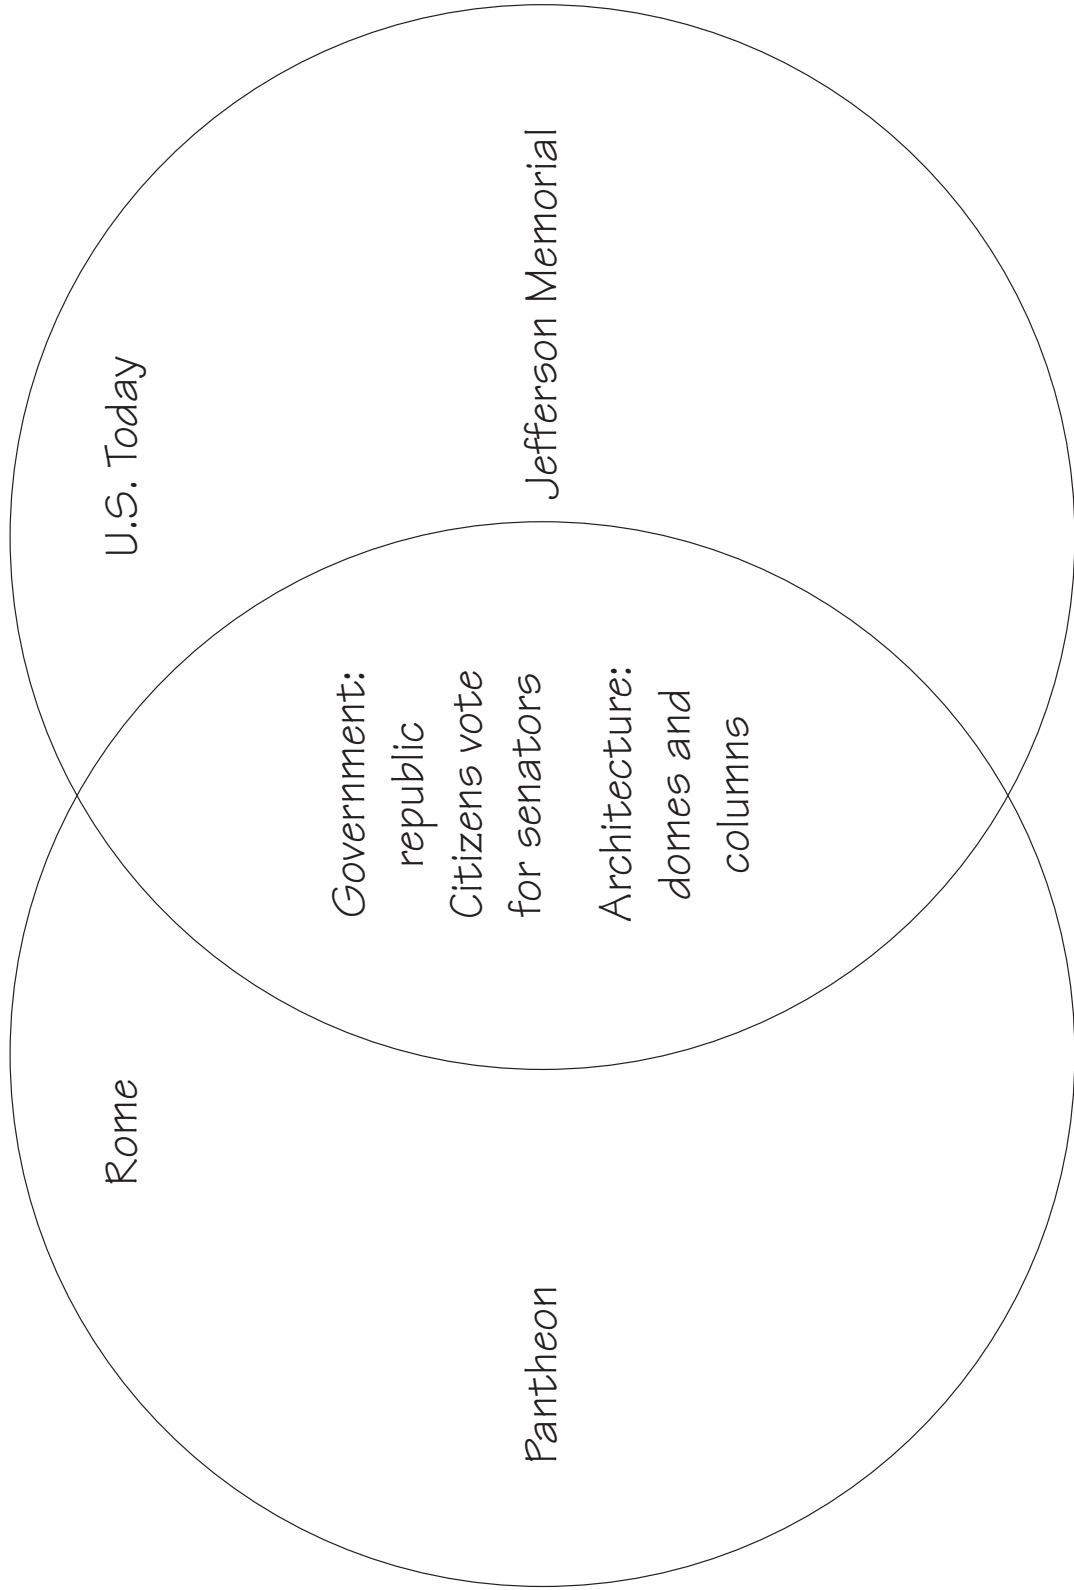 Rome
U.S. Today
Pantheon
Government:
republic
Citizens vote
for senators
Architecture:
domes and
columns
Jefferson Memorial